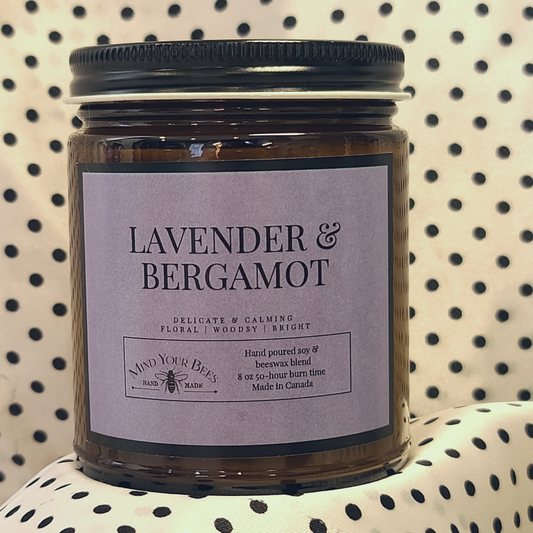 LAVENDER &
BERGAMOT
DELICATE & CALMING
FLORAL | WOODSY | BRIGHT
MIND YOUR BEES
HAND MADE
Hand poured soy &
beeswax blend
8 oz 50-hour burn time
Made in Canada